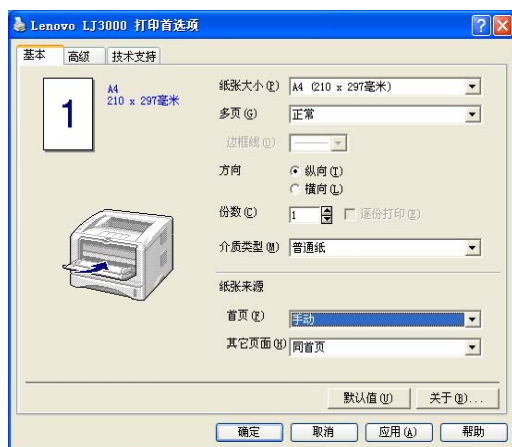 Lenovo LJ3000 打印首选项
基本 高级 技术支持
1
A4
210 x 297毫米
纸张大小(P) A4 (210 x 297毫米)
多页(G) 正常
边框线(D)
方向 纵向(T)
横向(L)
份数(C) 1 逐份打印(E)
介质类型(M) 普通纸
纸张来源
首页(F) 手动
其它页面(H) 同首页
默认值(U) 关于(B)...
确定 取消 应用(A) 帮助